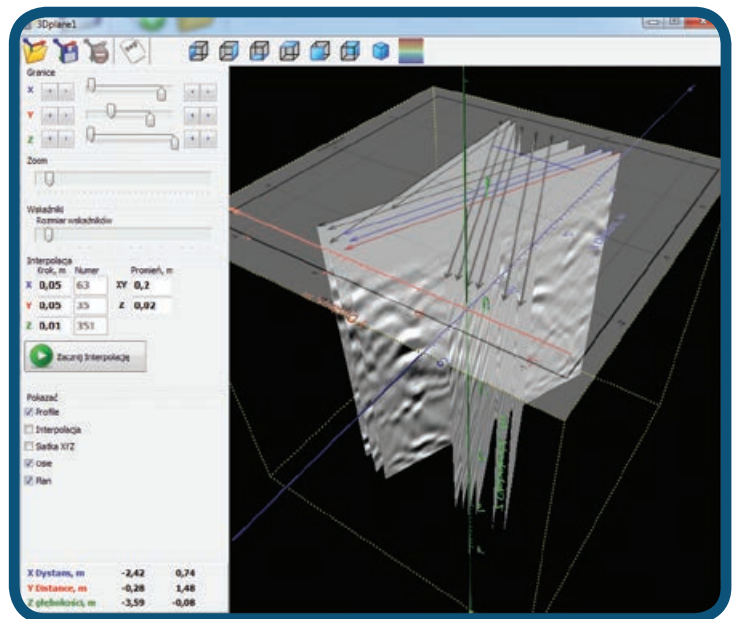 3Dplane1
Granice
X
Y
Z
Zoom
Wskaźniki
Rozmiar wskaźników
Interpolacja
Krok, m Numer Promień, m
X 0,05 63 XY 0,2
Y 0,05 35 Z 0,02
Z 0,01 351
Zacznij Interpolację
Pokazać
Profile
Interpolacja
Siatka XYZ
Osie
Plan
X Dystans, m -2,42 0,74
Y Distance, m -0,28 1,48
Z głębokości, m -3,59 -0,08